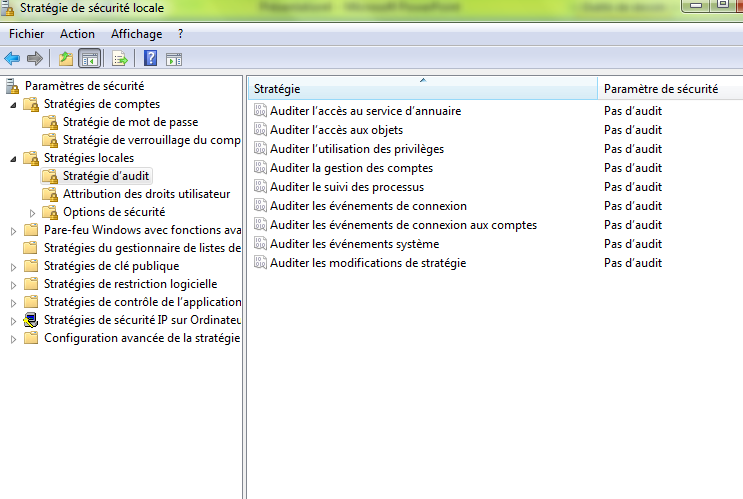 Stratégie de sécurité locale
Fichier Action Affichage ?
Paramètres de sécurité
Stratégies de comptes
Stratégie de mot de passe
Stratégie de verrouillage du comp
Stratégies locales
Stratégie d'audit
Attribution des droits utilisateur
Options de sécurité
Pare-feu Windows avec fonctions ava
Stratégies du gestionnaire de listes de
Stratégies de clé publique
Stratégies de restriction logicielle
Stratégies de contrôle de l'application
Stratégies de sécurité IP sur Ordinateu
Configuration avancée de la stratégie
Stratégie Paramètre de sécurité
Auditer l'accès au service d'annuaire Pas d'audit
Auditer l'accès aux objets Pas d'audit
Auditer l'utilisation des privilèges Pas d'audit
Auditer la gestion des comptes Pas d'audit
Auditer le suivi des processus Pas d'audit
Auditer les événements de connexion Pas d'audit
Auditer les événements de connexion aux comptes Pas d'audit
Auditer les événements système Pas d'audit
Auditer les modifications de stratégie Pas d'audit